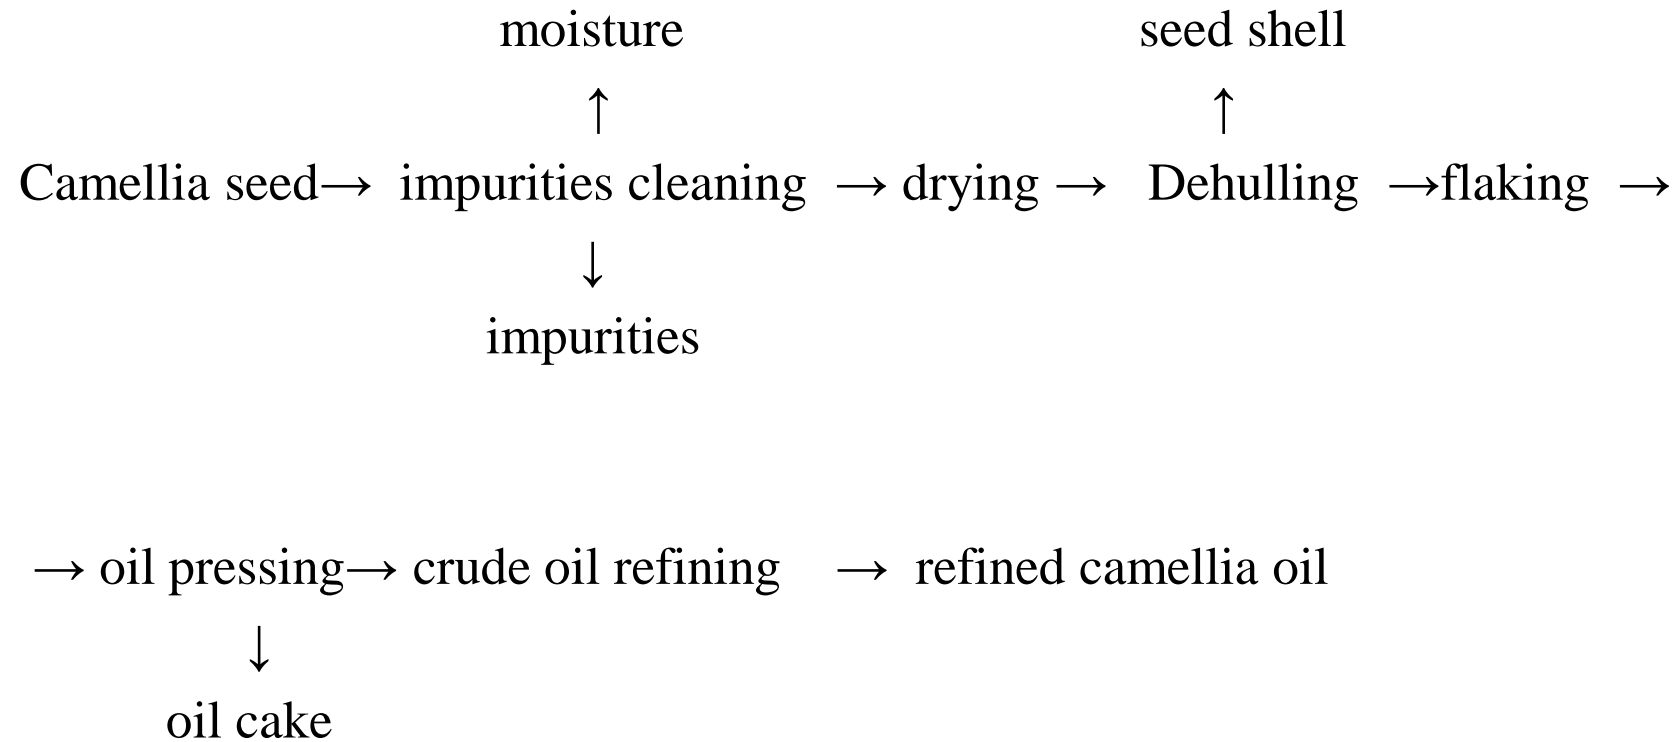 moisture seed shell
↑ ↑
Camellia seed→ impurities cleaning → drying → Dehulling →flaking →
↓
impurities
→ oil pressing→ crude oil refining → refined camellia oil
↓
oil cake